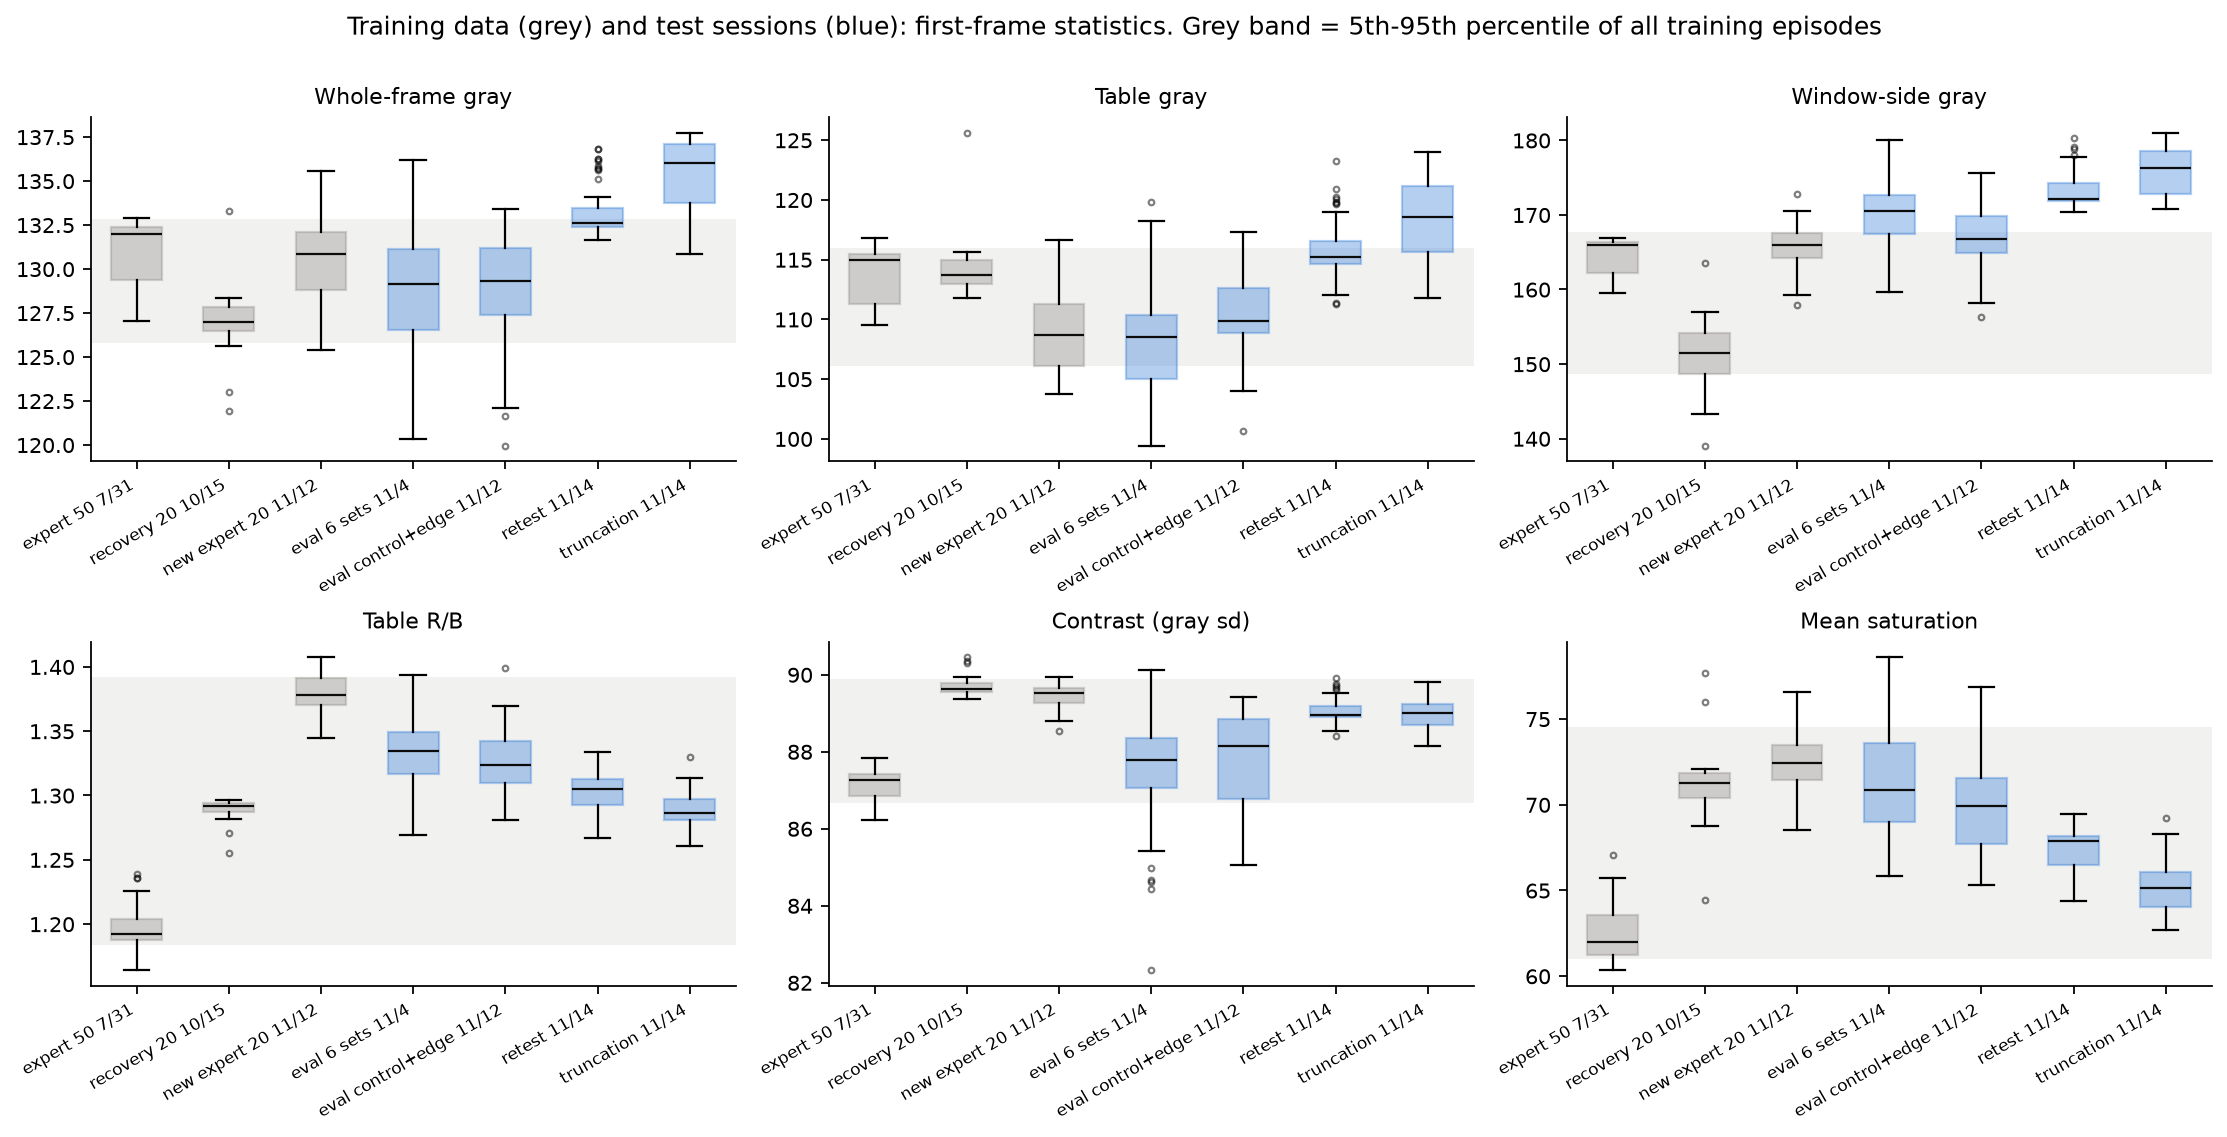 Training data (grey) and test sessions (blue): first-frame statistics. Grey band = 5th-95th percentile of all training episodes
Whole-frame gray
137.5
135.0
132.5
130.0
127.5
125.0
122.5
120.0
expert 50 7/31
recovery 20 10/15
new expert 20 11/12
eval 6 sets 11/4
eval control+edge 11/12
retest 11/14
truncation 11/14
Table gray
125
120
115
110
105
100
expert 50 7/31
recovery 20 10/15
new expert 20 11/12
eval 6 sets 11/4
eval control+edge 11/12
retest 11/14
truncation 11/14
Window-side gray
180
170
160
150
140
expert 50 7/31
recovery 20 10/15
new expert 20 11/12
eval 6 sets 11/4
eval control+edge 11/12
retest 11/14
truncation 11/14
Table R/B
1.40
1.35
1.30
1.25
1.20
expert 50 7/31
recovery 20 10/15
new expert 20 11/12
eval 6 sets 11/4
eval control+edge 11/12
retest 11/14
truncation 11/14
Contrast (gray sd)
90
88
86
84
82
expert 50 7/31
recovery 20 10/15
new expert 20 11/12
eval 6 sets 11/4
eval control+edge 11/12
retest 11/14
truncation 11/14
Mean saturation
75
70
65
60
expert 50 7/31
recovery 20 10/15
new expert 20 11/12
eval 6 sets 11/4
eval control+edge 11/12
retest 11/14
truncation 11/14